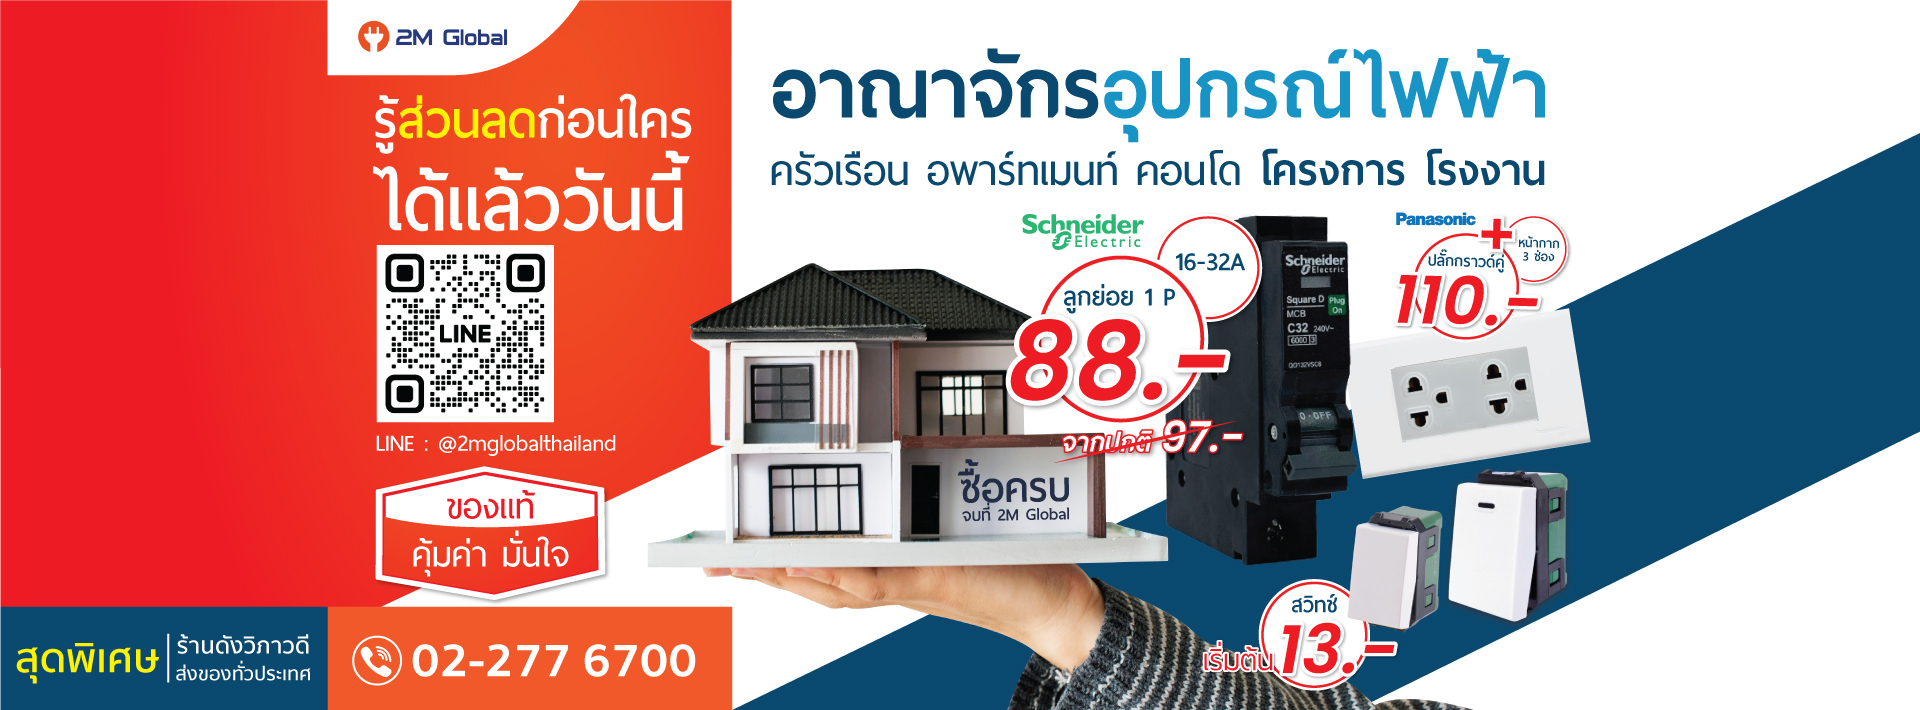 2M Global
รู้ส่วนลดก่อนใคร
ได้แล้ววันนี้
LINE
LINE : @2mglobalthailand
ของแท้
คุ้มค่า มั่นใจ
สุดพิเศษ
ร้านดังวิภาวดี
ส่งของทั่วประเทศ
02-277 6700
อาณาจักรอุปกรณ์ไฟฟ้า
ครัวเรือน อพาร์ทเมนท์ คอนโด โครงการ โรงงาน
Schneider
Electric
16-32A
ลูกย่อย 1 P
88.-
จากปกติ 97.-
ซื้อครบ
จบที่ 2M Global
Schneider
Electric
Square D
MCB
Plug
On
C32 240V~
6000 3
QO132VSC6
O-OFF
Panasonic
+
หน้ากาก
3 ช่อง
ปลั๊กกราวด์คู่
110.-
สวิทช์
เริ่มต้น 13.-